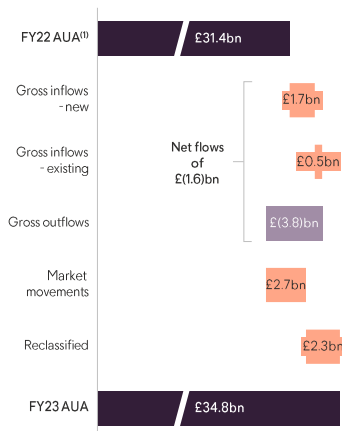 FY22 AUA(1)
£31.4bn
Gross inflows
- new
£1.7bn
Gross inflows
- existing
£0.5bn
Net flows
of
£(1.6)bn
Gross outflows
£(3.8)bn
Market
movements
£2.7bn
Reclassified
£2.3bn
FY23 AUA
£34.8bn